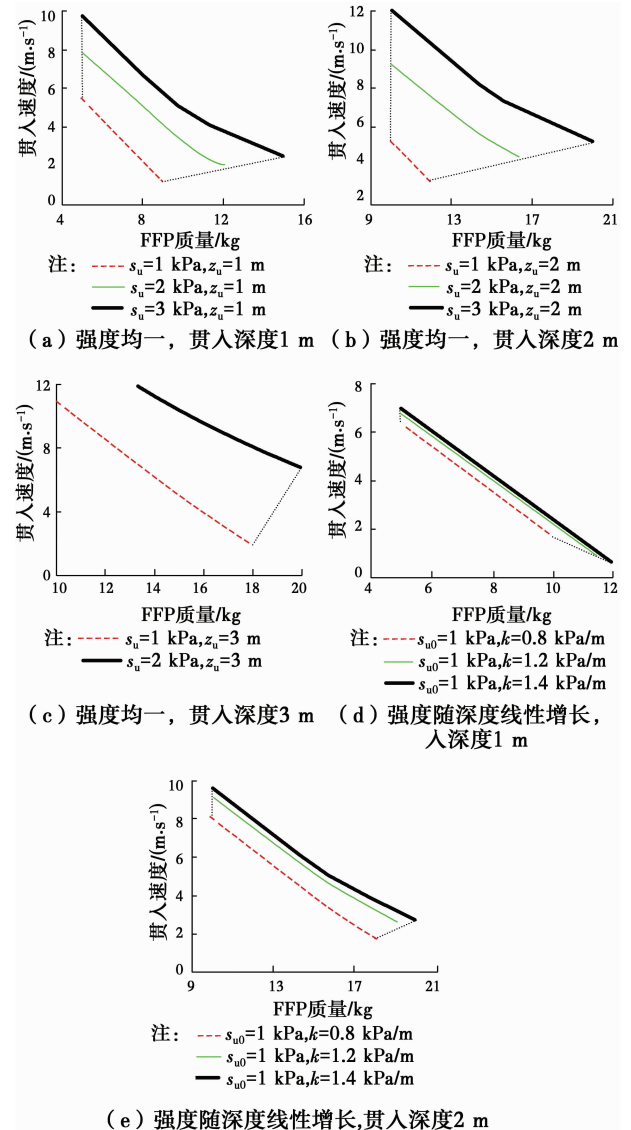 贯入速度/(m·s⁻¹)
10
8
6
4
2
0
4
8
12
16
FFP质量/kg
注:
sᵤ=1 kPa,zᵤ=1 m
sᵤ=2 kPa,zᵤ=1 m
sᵤ=3 kPa,zᵤ=1 m
(a)强度均一，贯入深度1 m
贯入速度/(m·s⁻¹)
12
10
8
6
4
2
9
13
17
21
FFP质量/kg
注:
sᵤ=1 kPa,zᵤ=2 m
sᵤ=2 kPa,zᵤ=2 m
sᵤ=3 kPa,zᵤ=2 m
(b)强度均一，贯入深度2 m
贯入速度/(m·s⁻¹)
12
8
4
0
10
12
14
16
18
20
FFP质量/kg
注:
sᵤ=1 kPa,zᵤ=3 m
sᵤ=2 kPa,zᵤ=3 m
(c)强度均一，贯入深度3 m
贯入速度/(m·s⁻¹)
8
6
4
2
0
4
6
8
10
12
FFP质量/kg
注:
sᵤ₀=1 kPa,k=0.8 kPa/m
sᵤ₀=1 kPa,k=1.2 kPa/m
sᵤ₀=1 kPa,k=1.4 kPa/m
(d)强度随深度线性增长，
入深度1 m
贯入速度/(m·s⁻¹)
10
8
6
4
2
0
9
13
17
21
FFP质量/kg
注:
sᵤ₀=1 kPa,k=0.8 kPa/m
sᵤ₀=1 kPa,k=1.2 kPa/m
sᵤ₀=1 kPa,k=1.4 kPa/m
(e)强度随深度线性增长,贯入深度2 m